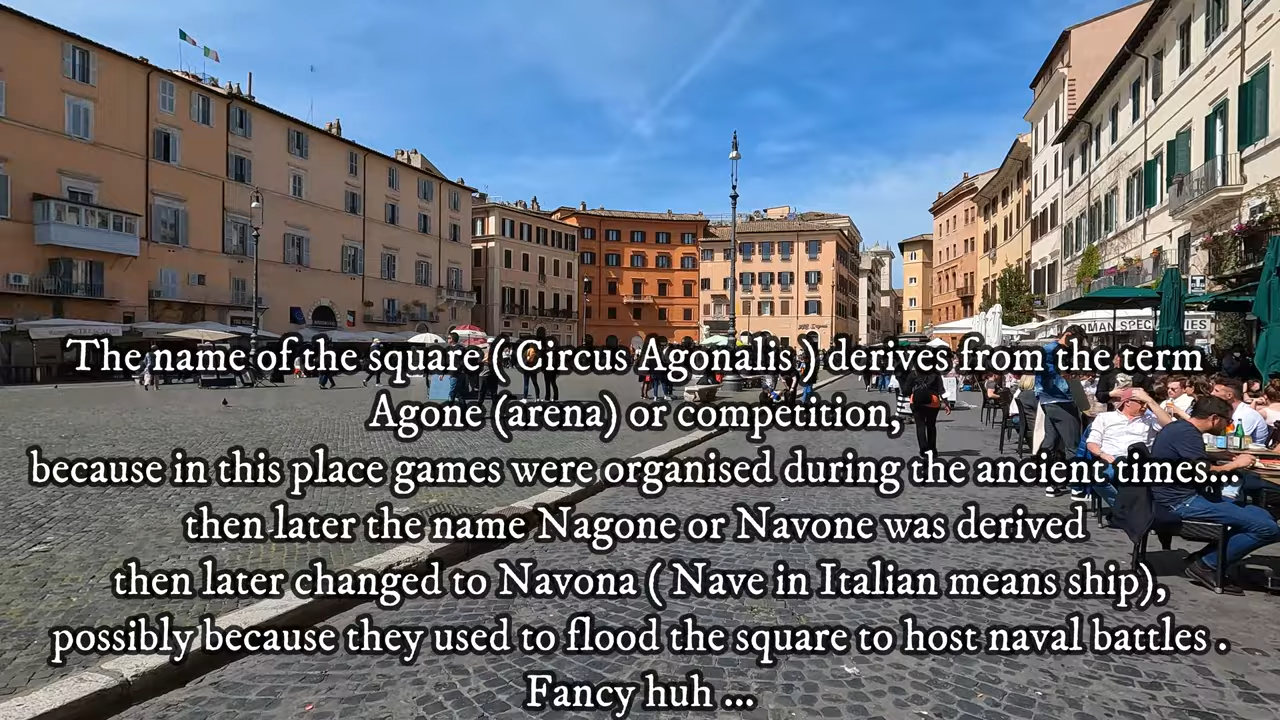 MAN SPEC
IES
The name of the square ( Circus Agonalis ) derives from the term
Agone (arena) or competition,
because in this place games were organised during the ancient times...
then later the name Nagone or Navone was derived
then later changed to Navona ( Nave in Italian means ship),
possibly because they used to flood the square to host naval battles .
Fancy huh ...